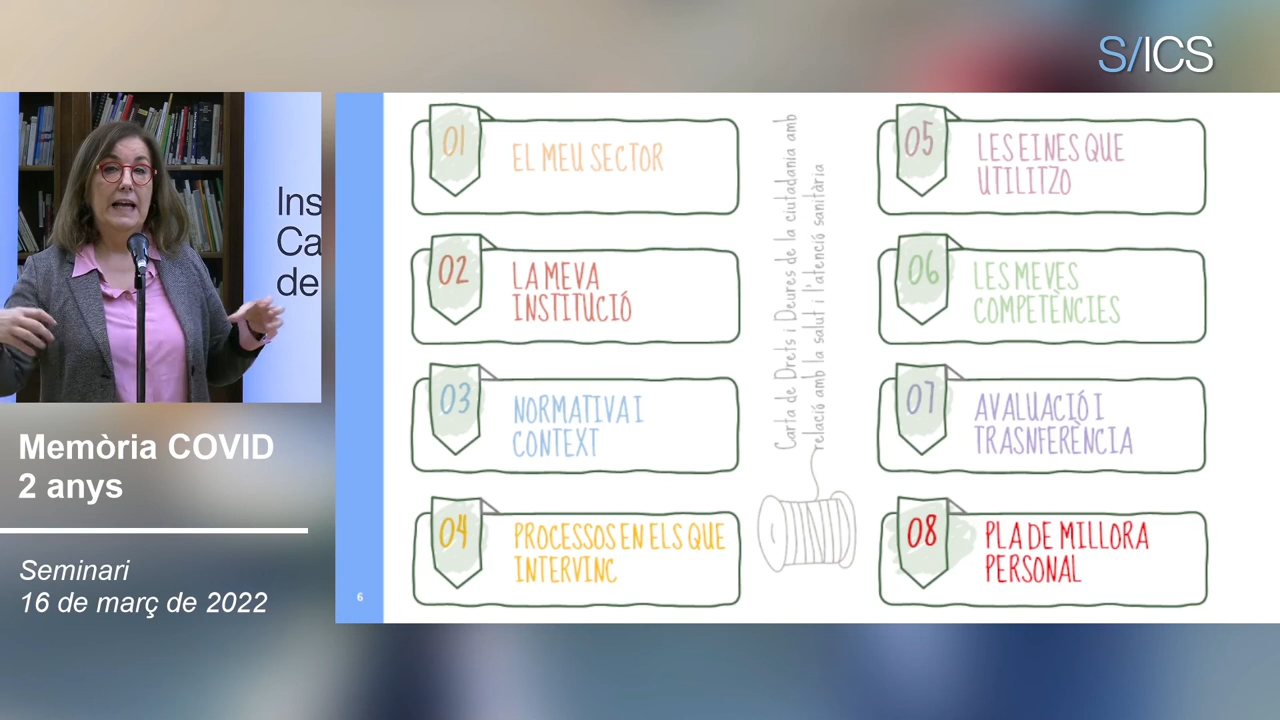 S/ICS
Ins
Ca
de
Memòria COVID
2 anys
Seminari
16 de març de 2022
01
EL MEU SECTOR
02
LA MEVA
INSTITUCIÓ
03
NORMATIVA I
CONTEXT
04
PROCESSOS EN ELS QUE
INTERVINC
Carta de Drets i Deures de la ciutadania amb
relació amb la salut i l'atenció sanitària
05
LES EINES QUE
UTILITZO
06
LES MEVES
COMPETÈNCIES
07
AVALUACIÓ I
TRASNFERÈNCIA
08
PLA DE MILLORA
PERSONAL
6